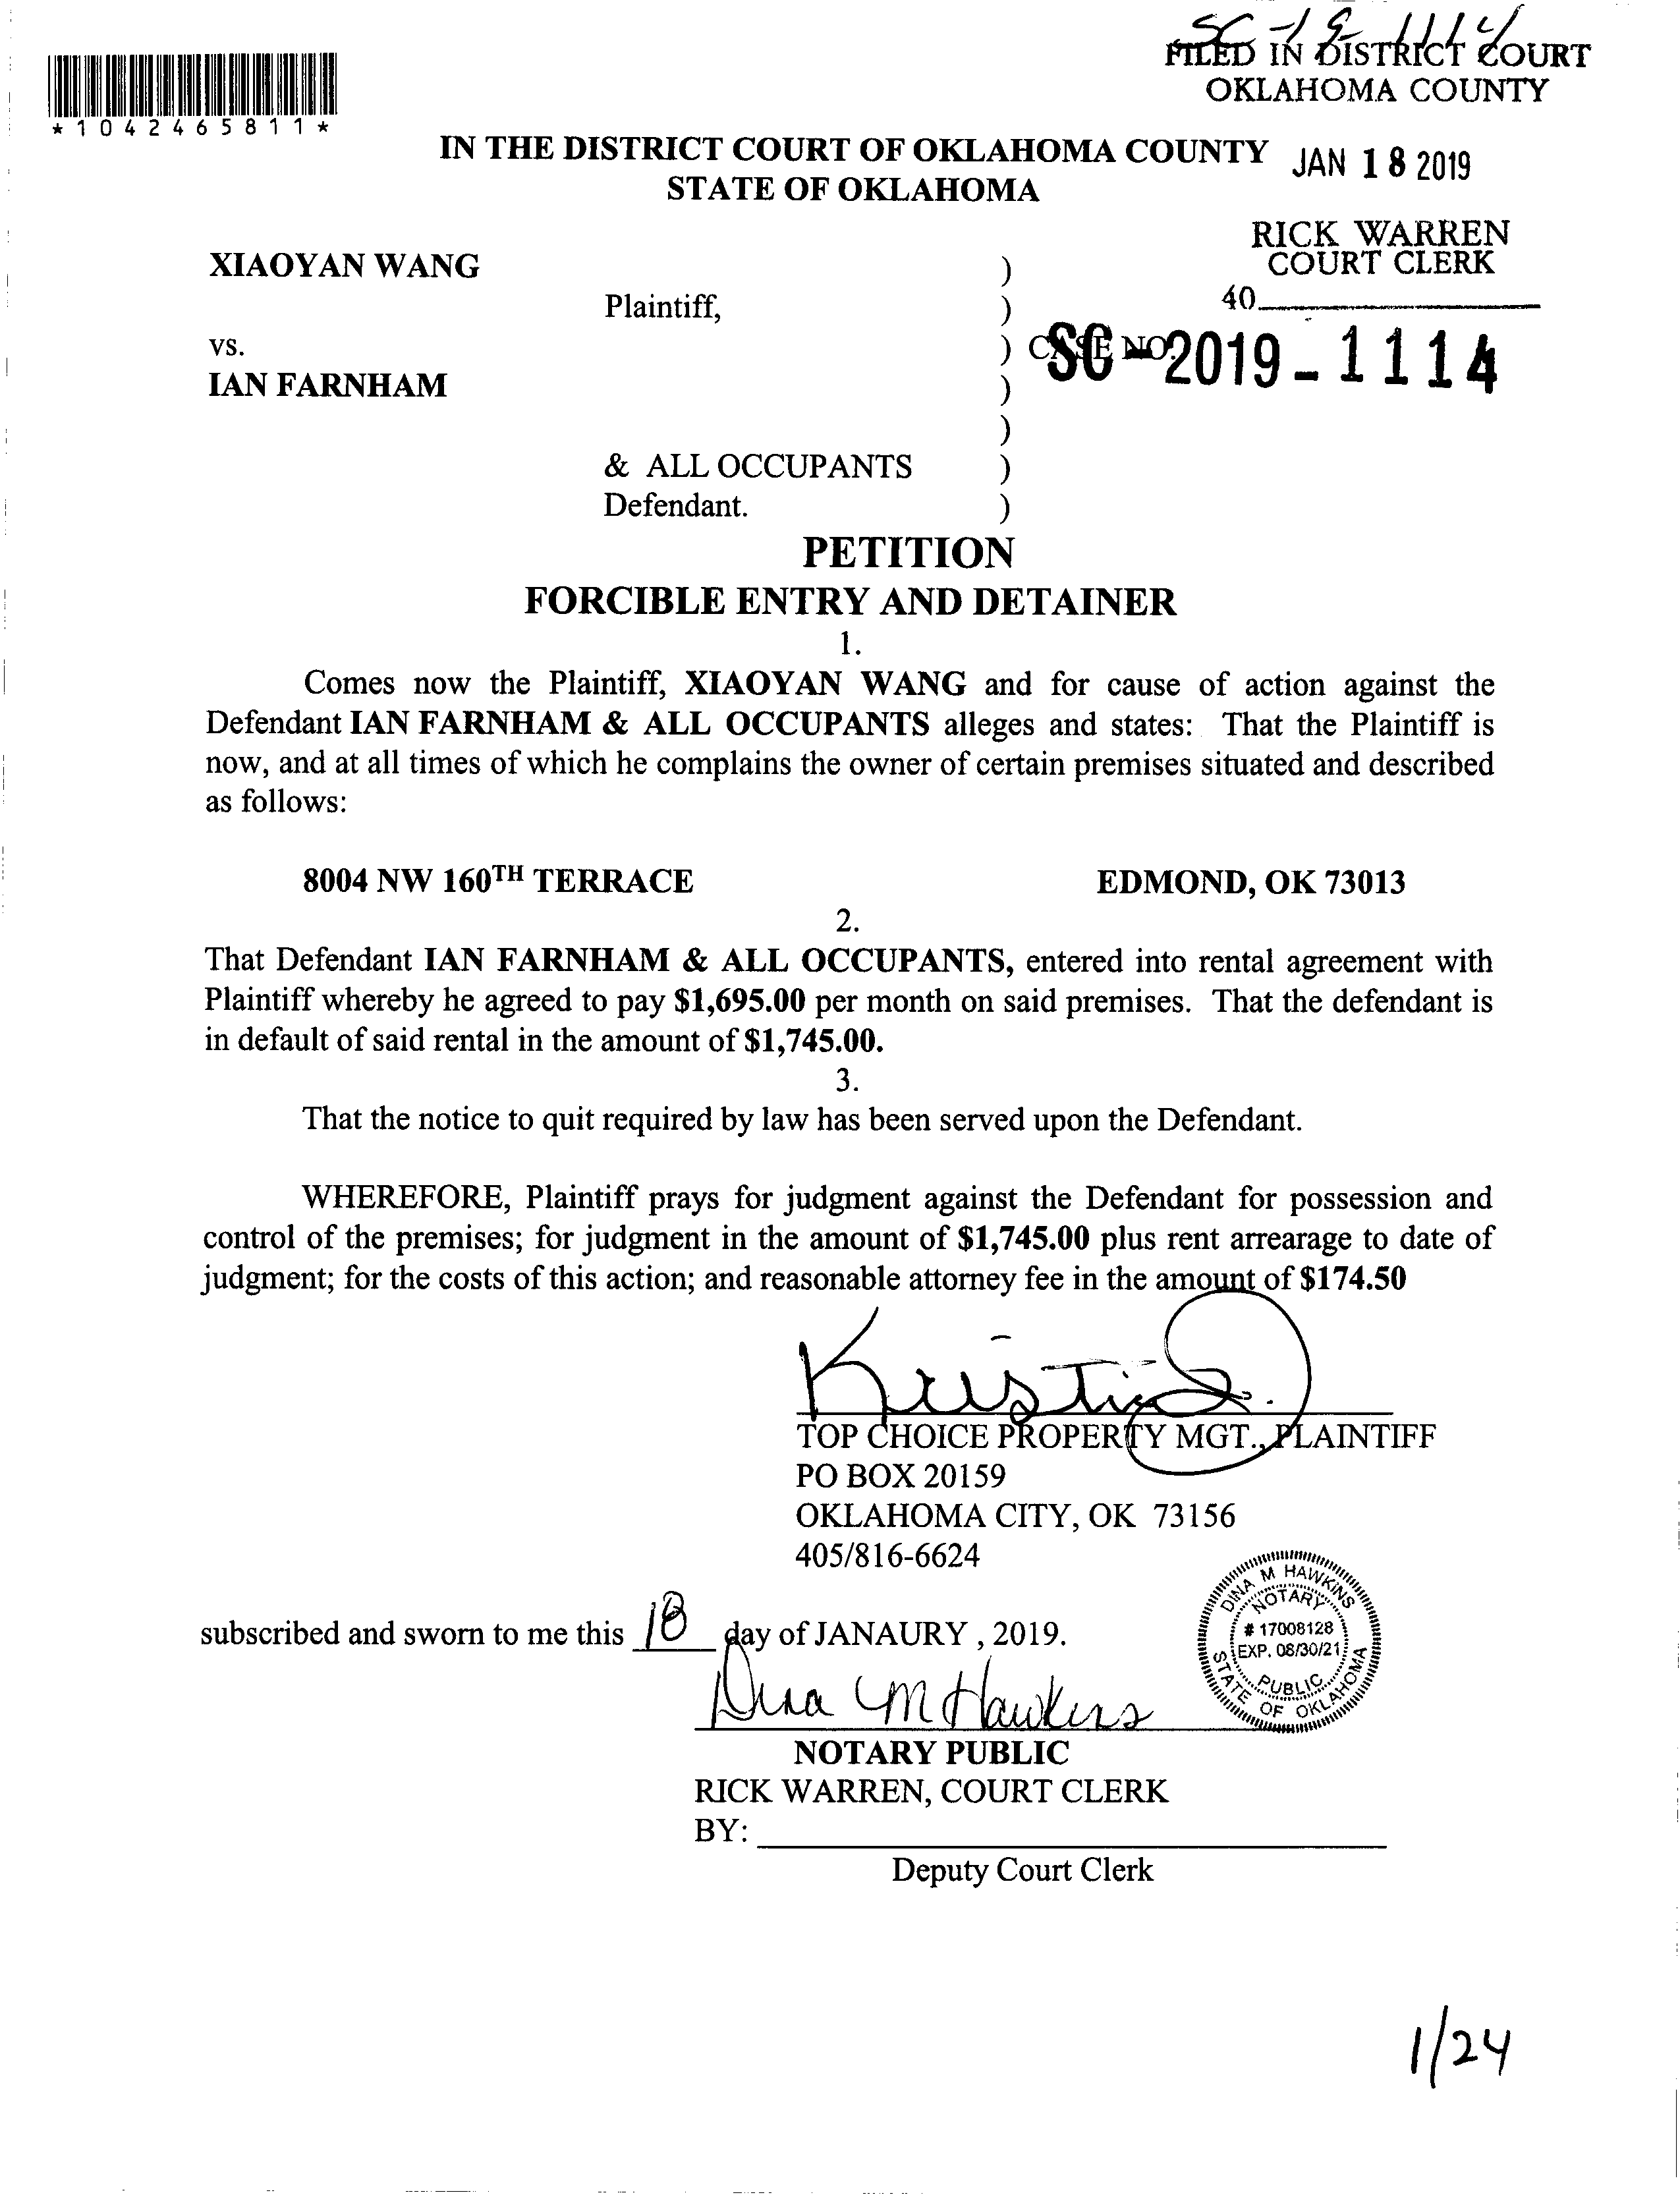 SC-19-1114
FILED IN DISTRICT COURT
OKLAHOMA COUNTY
*1042465811*
IN THE DISTRICT COURT OF OKLAHOMA COUNTY
JAN 18 2019
STATE OF OKLAHOMA
RICK WARREN
COURT CLERK
40
XIAOYAN WANG )
Plaintiff, )
vs. ) CASE NO.
SC-2019-1114
IAN FARNHAM )
)
& ALL OCCUPANTS )
Defendant. )
PETITION
FORCIBLE ENTRY AND DETAINER
1.
Comes now the Plaintiff, XIAOYAN WANG and for cause of action against the
Defendant IAN FARNHAM & ALL OCCUPANTS alleges and states: That the Plaintiff is
now, and at all times of which he complains the owner of certain premises situated and described
as follows:
8004 NW 160TH TERRACE EDMOND, OK 73013
2.
That Defendant IAN FARNHAM & ALL OCCUPANTS, entered into rental agreement with
Plaintiff whereby he agreed to pay $1,695.00 per month on said premises. That the defendant is
in default of said rental in the amount of $1,745.00.
3.
That the notice to quit required by law has been served upon the Defendant.
WHEREFORE, Plaintiff prays for judgment against the Defendant for possession and
control of the premises; for judgment in the amount of $1,745.00 plus rent arrearage to date of
judgment; for the costs of this action; and reasonable attorney fee in the amount of $174.50
TOP CHOICE PROPERTY MGT., PLAINTIFF
PO BOX 20159
OKLAHOMA CITY, OK 73156
405/816-6624
DINA M HAWKINS
NOTARY
# 17008128
EXP. 08/30/21
PUBLIC
STATE OF OKLAHOMA
subscribed and sworn to me this 18 day of JANAURY , 2019.
Dina M Hawkins
NOTARY PUBLIC
RICK WARREN, COURT CLERK
BY:
Deputy Court Clerk
1/24